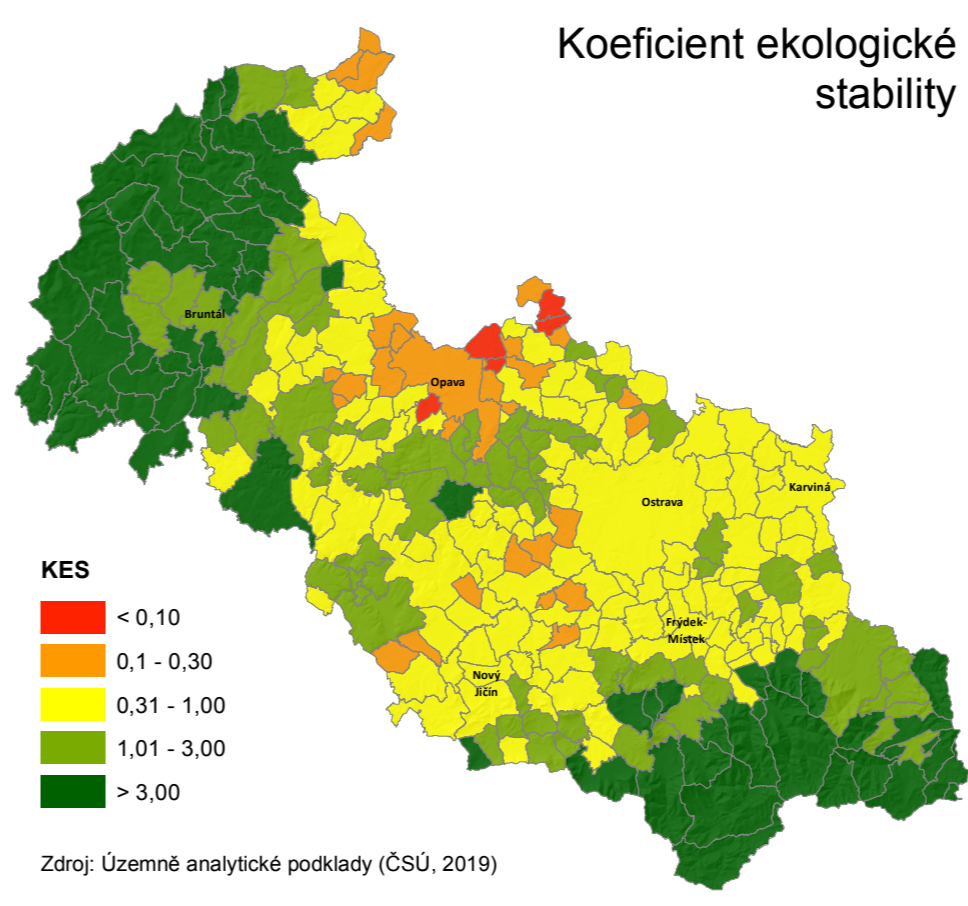 Koeficient ekologické
stability
Bruntál
Opava
Ostrava
Karviná
Frýdek-
Místek
Nový
Jičín
KES
< 0,10
0,1 - 0,30
0,31 - 1,00
1,01 - 3,00
> 3,00
Zdroj: Územně analytické podklady (ČSÚ, 2019)